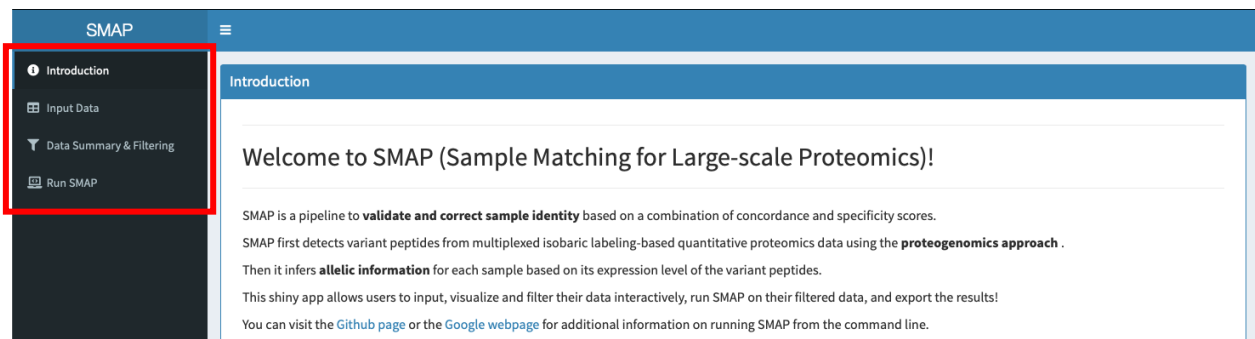 SMAP
Introduction
Input Data
Data Summary & Filtering
Run SMAP
Introduction
Welcome to SMAP (Sample Matching for Large-scale Proteomics)!
SMAP is a pipeline to validate and correct sample identity based on a combination of concordance and specificity scores.
SMAP first detects variant peptides from multiplexed isobaric labeling-based quantitative proteomics data using the proteogenomics approach .
Then it infers allelic information for each sample based on its expression level of the variant peptides.
This shiny app allows users to input, visualize and filter their data interactively, run SMAP on their filtered data, and export the results!
You can visit the Github page or the Google webpage for additional information on running SMAP from the command line.